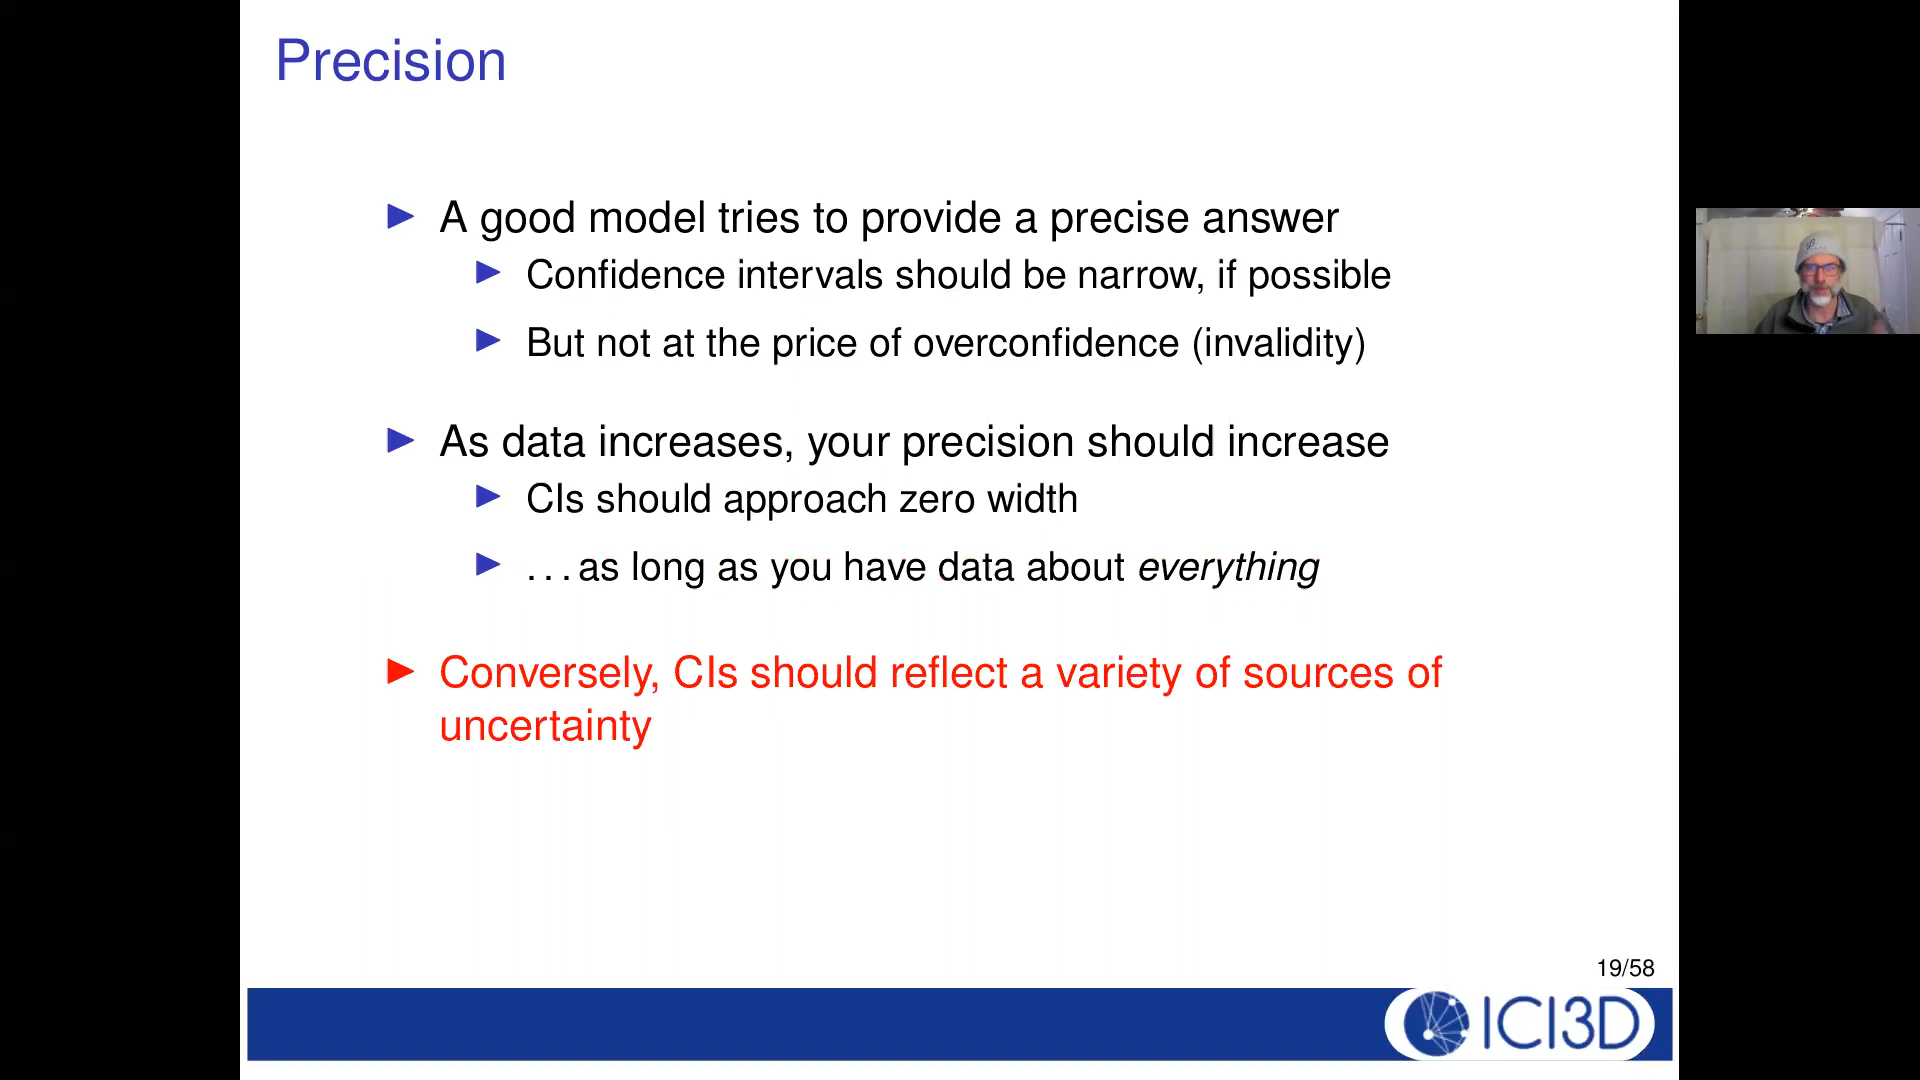 Precision
A good model tries to provide a precise answer
Confidence intervals should be narrow, if possible
But not at the price of overconfidence (invalidity)
As data increases, your precision should increase
CIs should approach zero width
...as long as you have data about everything
Conversely, CIs should reflect a variety of sources of
uncertainty
19/58
ICI3D